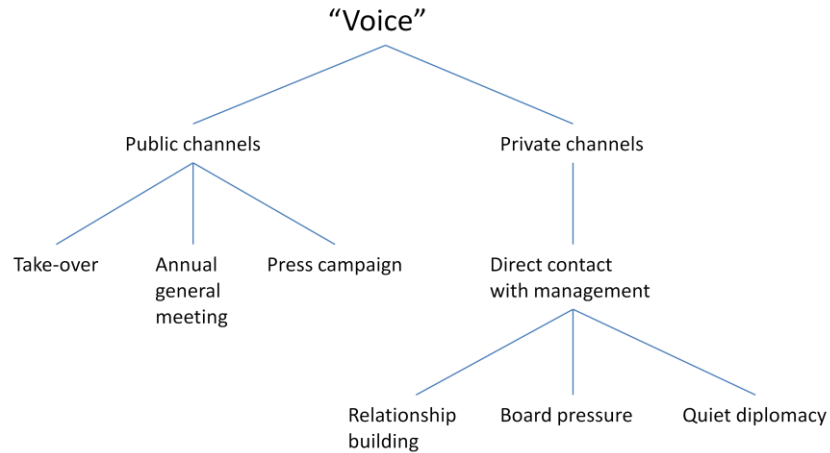 “Voice”
Public channels
Private channels
Take-over
Annual
general
meeting
Press campaign
Direct contact
with management
Relationship
building
Board pressure
Quiet diplomacy